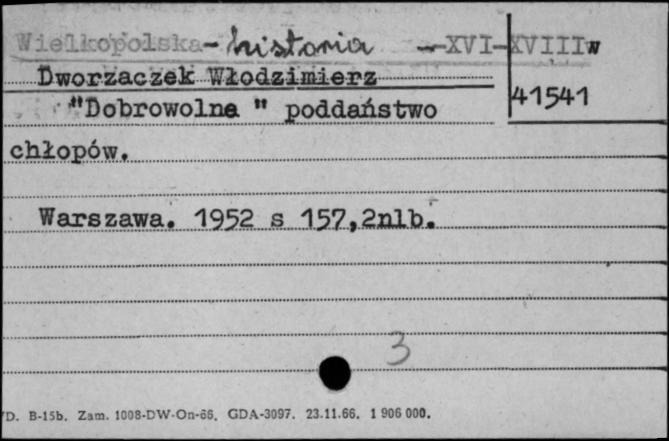 Wielkopolska - historia - XVI-XVIIIw
Dworzaczek Włodzimierz
41541
"Dobrowolne " poddaństwo
chłopów.
Warszawa. 1952 s 157,2nlb.
3
D. B-15b. Zam. 1008-DW-On-66. GDA-3097. 23.11.66. 1 906 000.